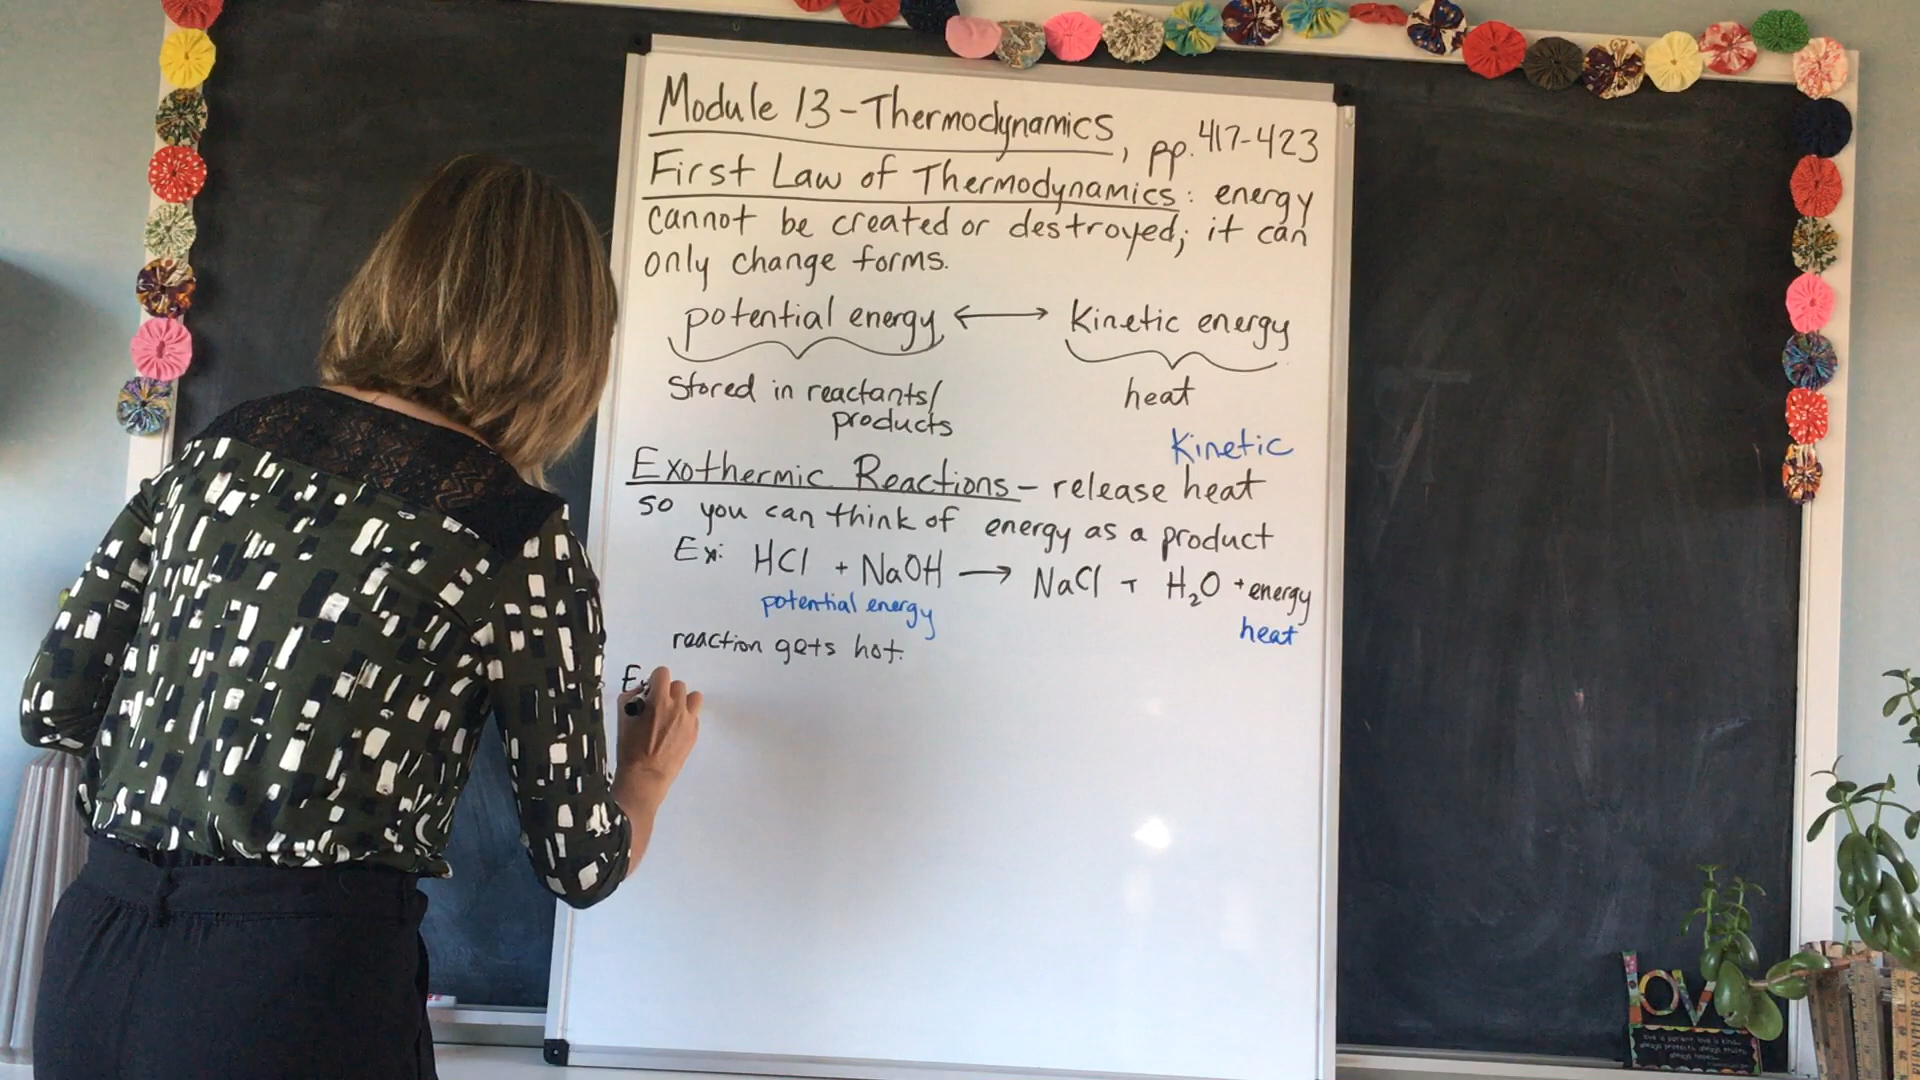 Module 13 - Thermodynamics, pp. 417-423
First Law of Thermodynamics: energy
cannot be created or destroyed; it can
only change forms.
potential energy ⟷ kinetic energy
stored in reactants/
products
heat
Kinetic
Exothermic Reactions - release heat
so you can think of energy as a product
Ex: HCl + NaOH → NaCl + H₂O + energy
potential energy
heat
reaction gets hot.
Ex
love